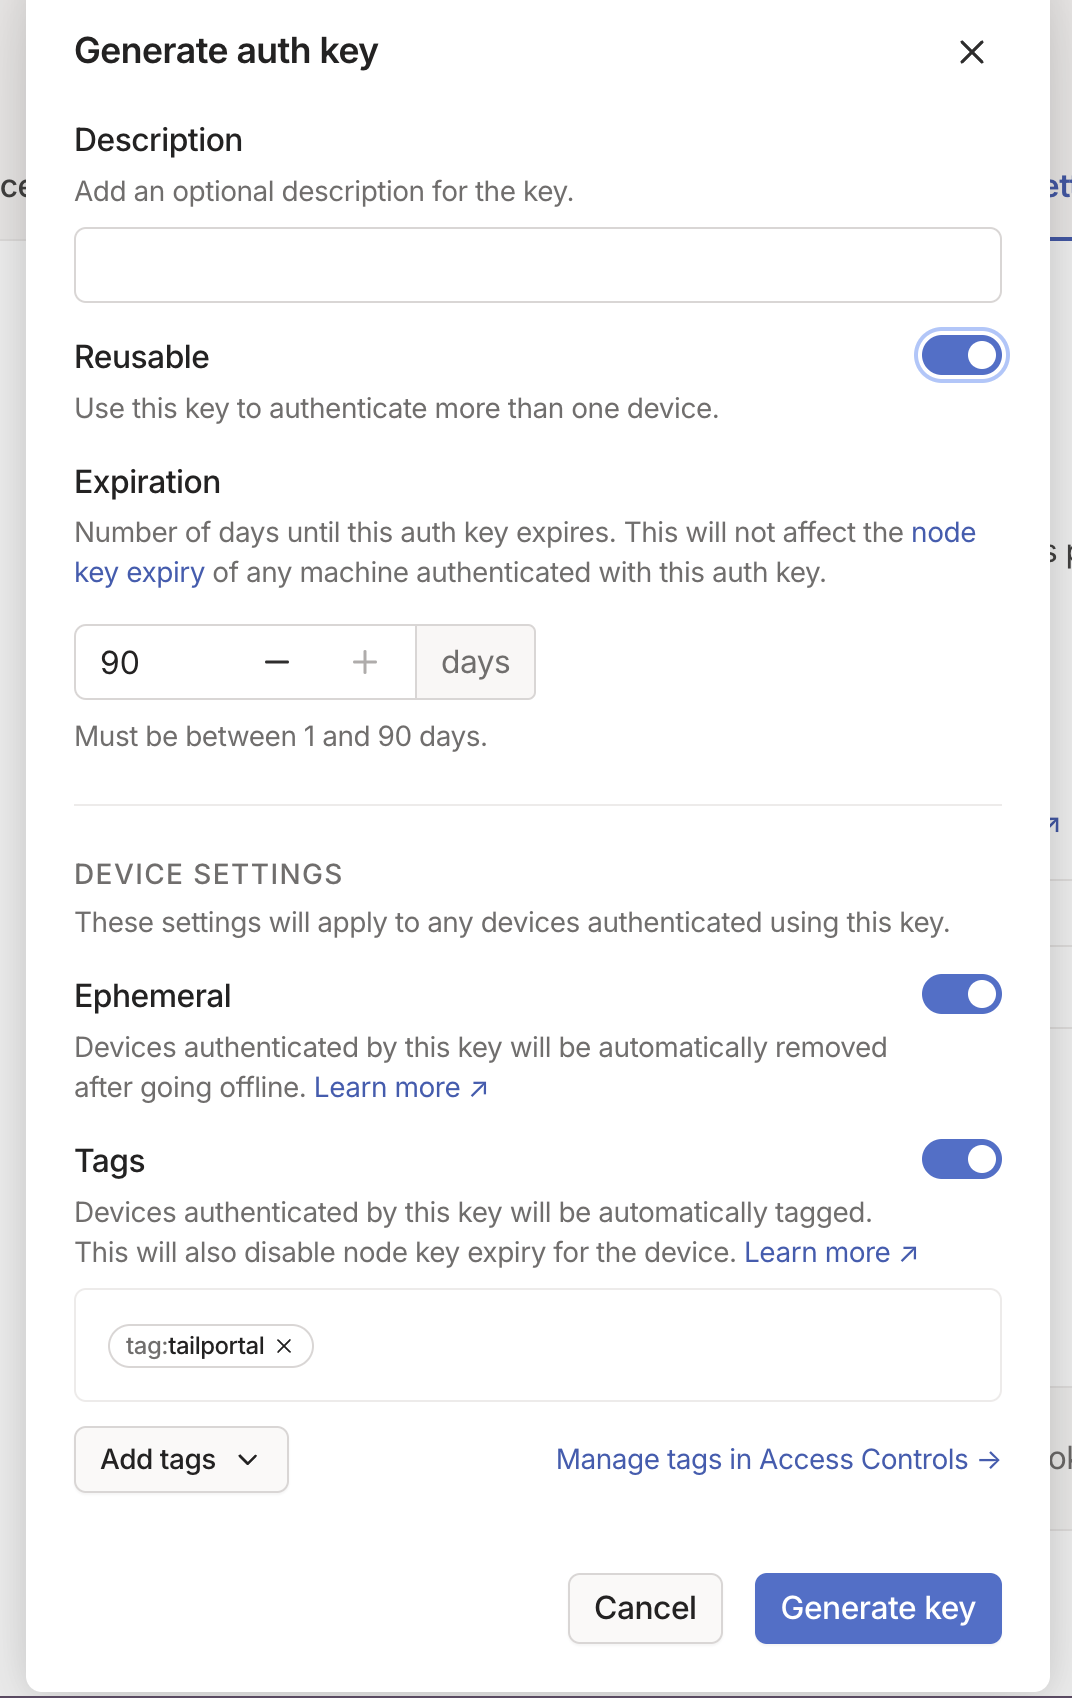 Generate auth key
Description
Add an optional description for the key.
Reusable
Use this key to authenticate more than one device.
Expiration
Number of days until this auth key expires. This will not affect the node
key expiry of any machine authenticated with this auth key.
90 days
Must be between 1 and 90 days.
DEVICE SETTINGS
These settings will apply to any devices authenticated using this key.
Ephemeral
Devices authenticated by this key will be automatically removed
after going offline. Learn more ↗
Tags
Devices authenticated by this key will be automatically tagged.
This will also disable node key expiry for the device. Learn more ↗
tag:tailportal
Add tags
Manage tags in Access Controls →
Cancel
Generate key